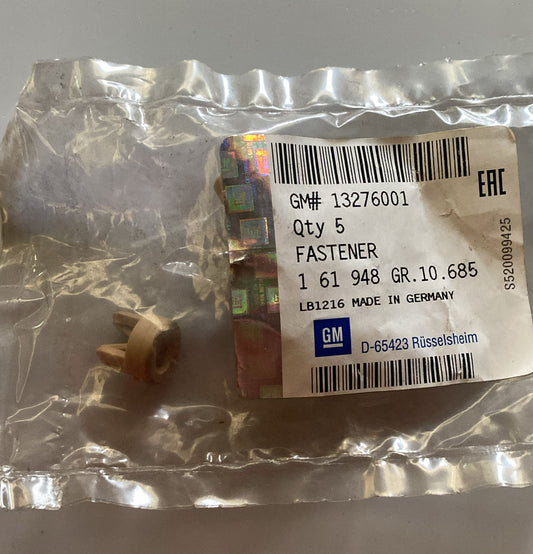 GM# 13276001
EAC
Qty 5
FASTENER
1 61 948 GR.10.685
LB1216 MADE IN GERMANY
GM
D-65423 Rüsselsheim
S520099425